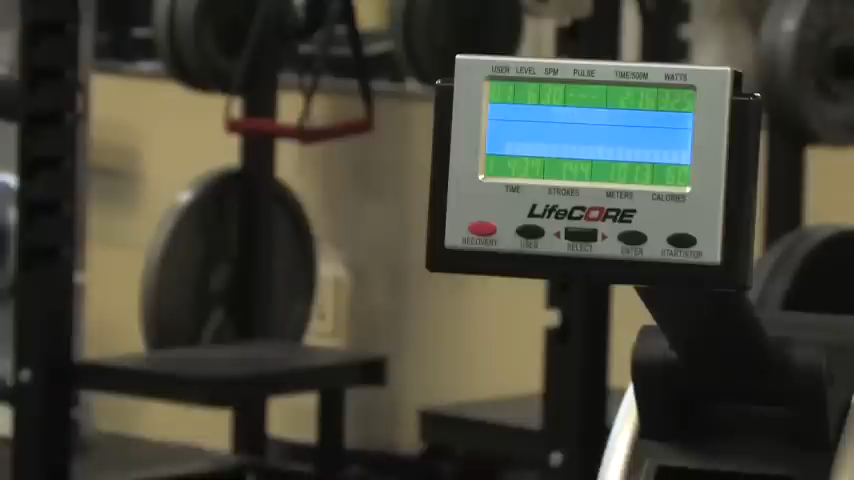 USER LEVEL SPM PULSE TIME/500M WATTS
TIME STROKES METERS CALORIES
LifeCORE
RECOVERY USER SELECT ENTER START/STOP